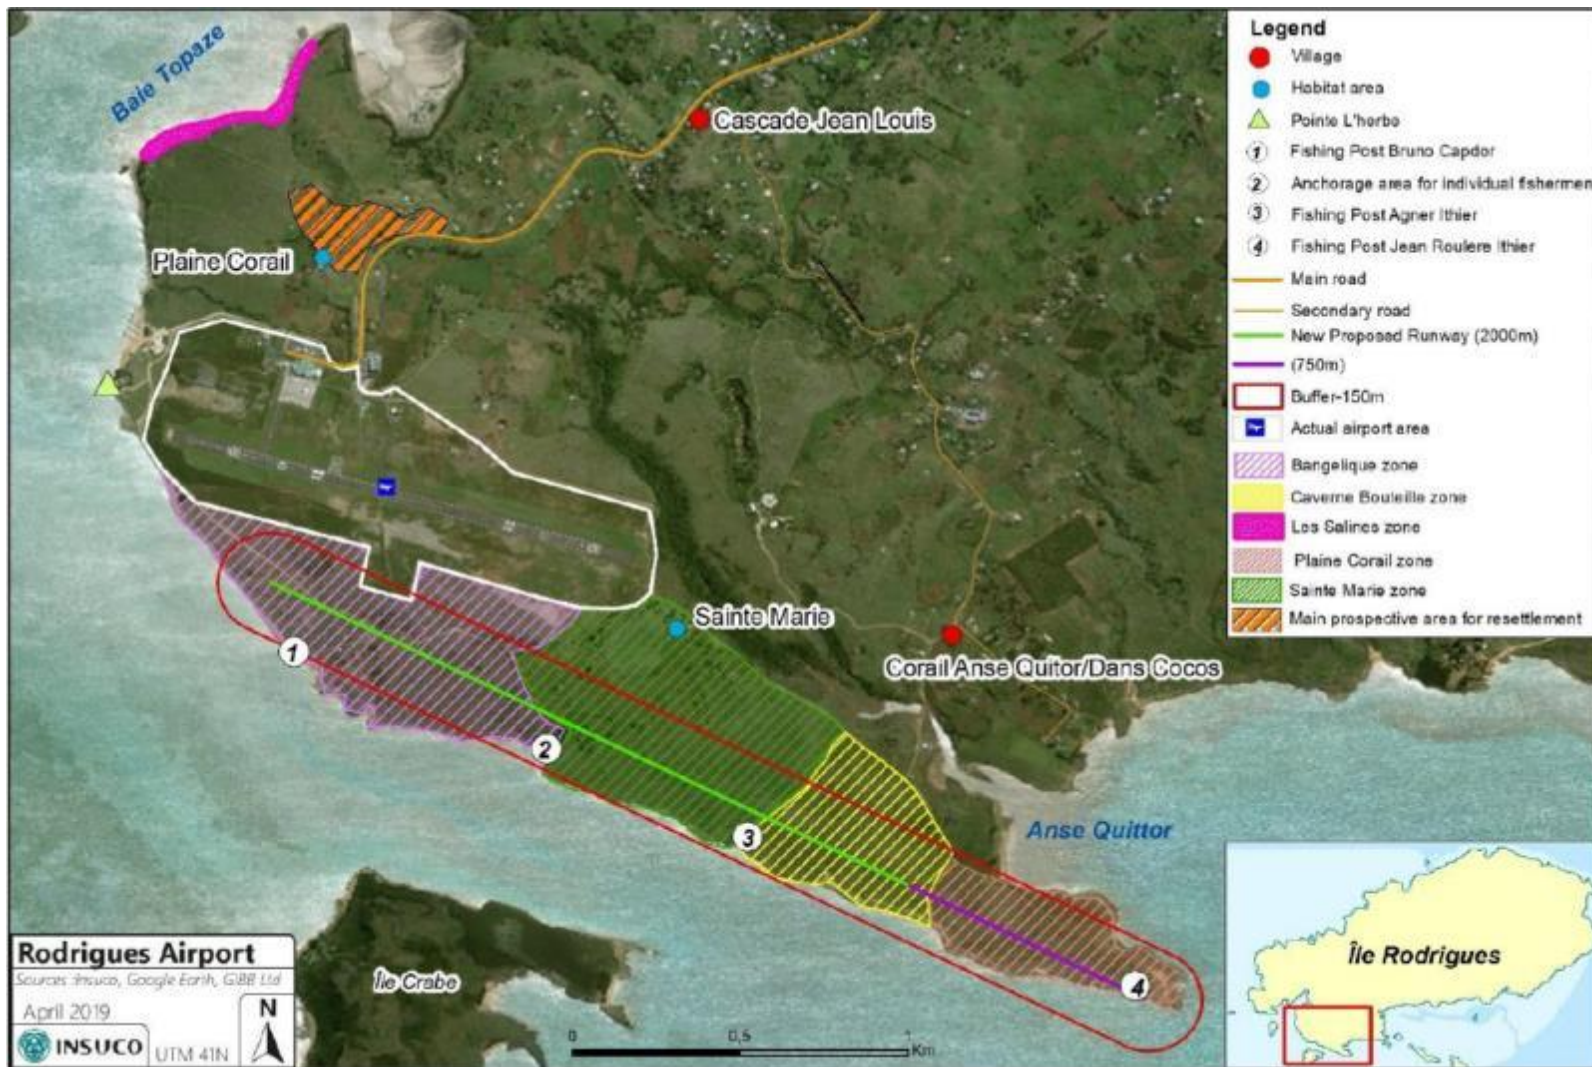 Baie Topaze
Cascade Jean Louis
Plaine Corail
Sainte Marie
Corail Anse Quitor/Dans Cocos
Anse Quittor
Île Crabe
1
2
3
4
Legend
Village
Habitat area
Pointe L'herbe
1 Fishing Post Bruno Capdor
2 Anchorage area for individual fishermen
3 Fishing Post Agner Ithier
4 Fishing Post Jean Roulere Ithier
Main road
Secondary road
New Proposed Runway (2000m)
(750m)
Buffer-150m
Actual airport area
Bangelique zone
Caverne Bouteille zone
Les Salines zone
Plaine Corail zone
Sainte Marie zone
Main prospective area for resettlement
Rodrigues Airport
Sources :Insuco, Google Earth, GIBB Ltd
April 2019
INSUCO
UTM 41N
N
0 0,5 1
Km
Île Rodrigues